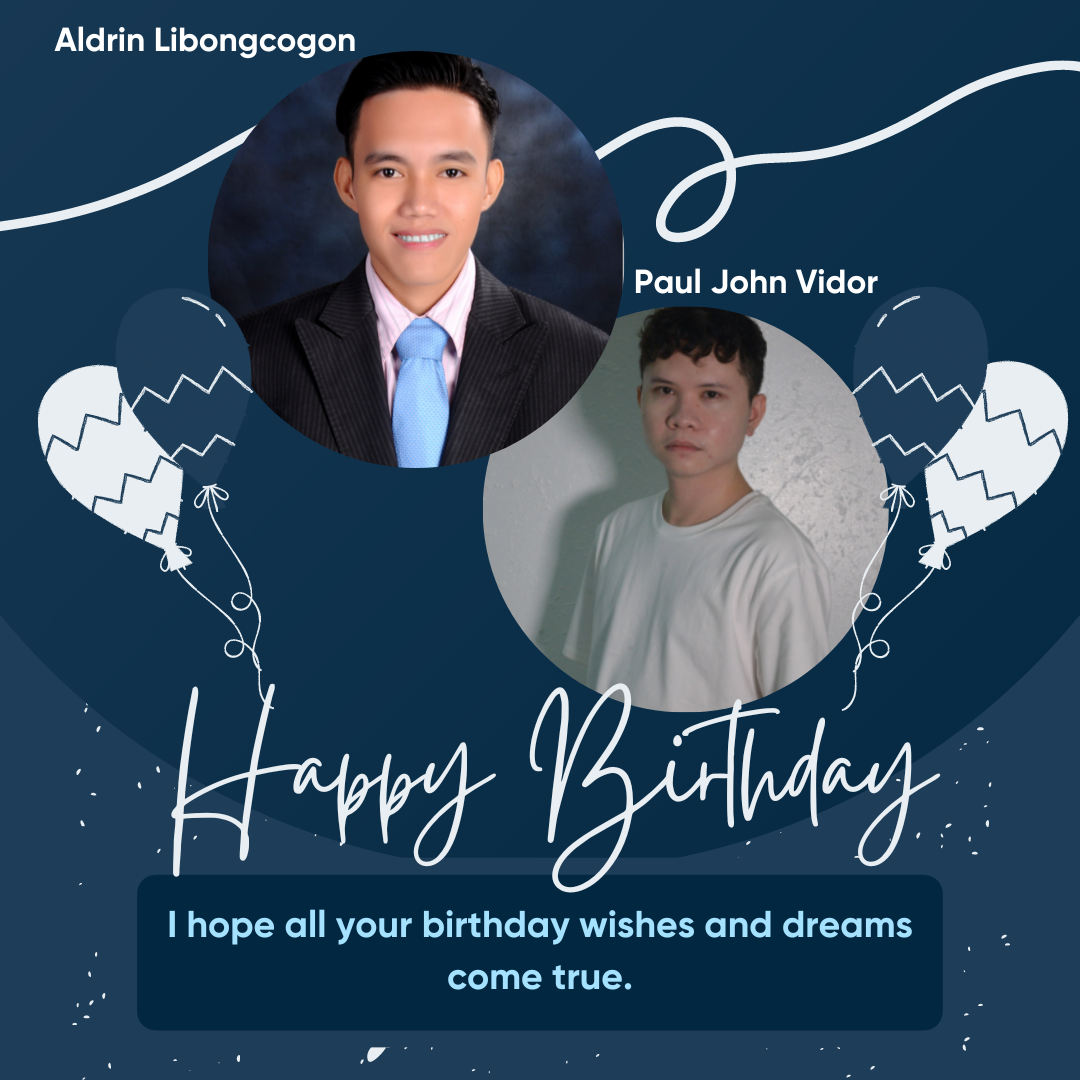 Aldrin Libongcogon
Paul John Vidor
Happy Birthday
I hope all your birthday wishes and dreams
come true.